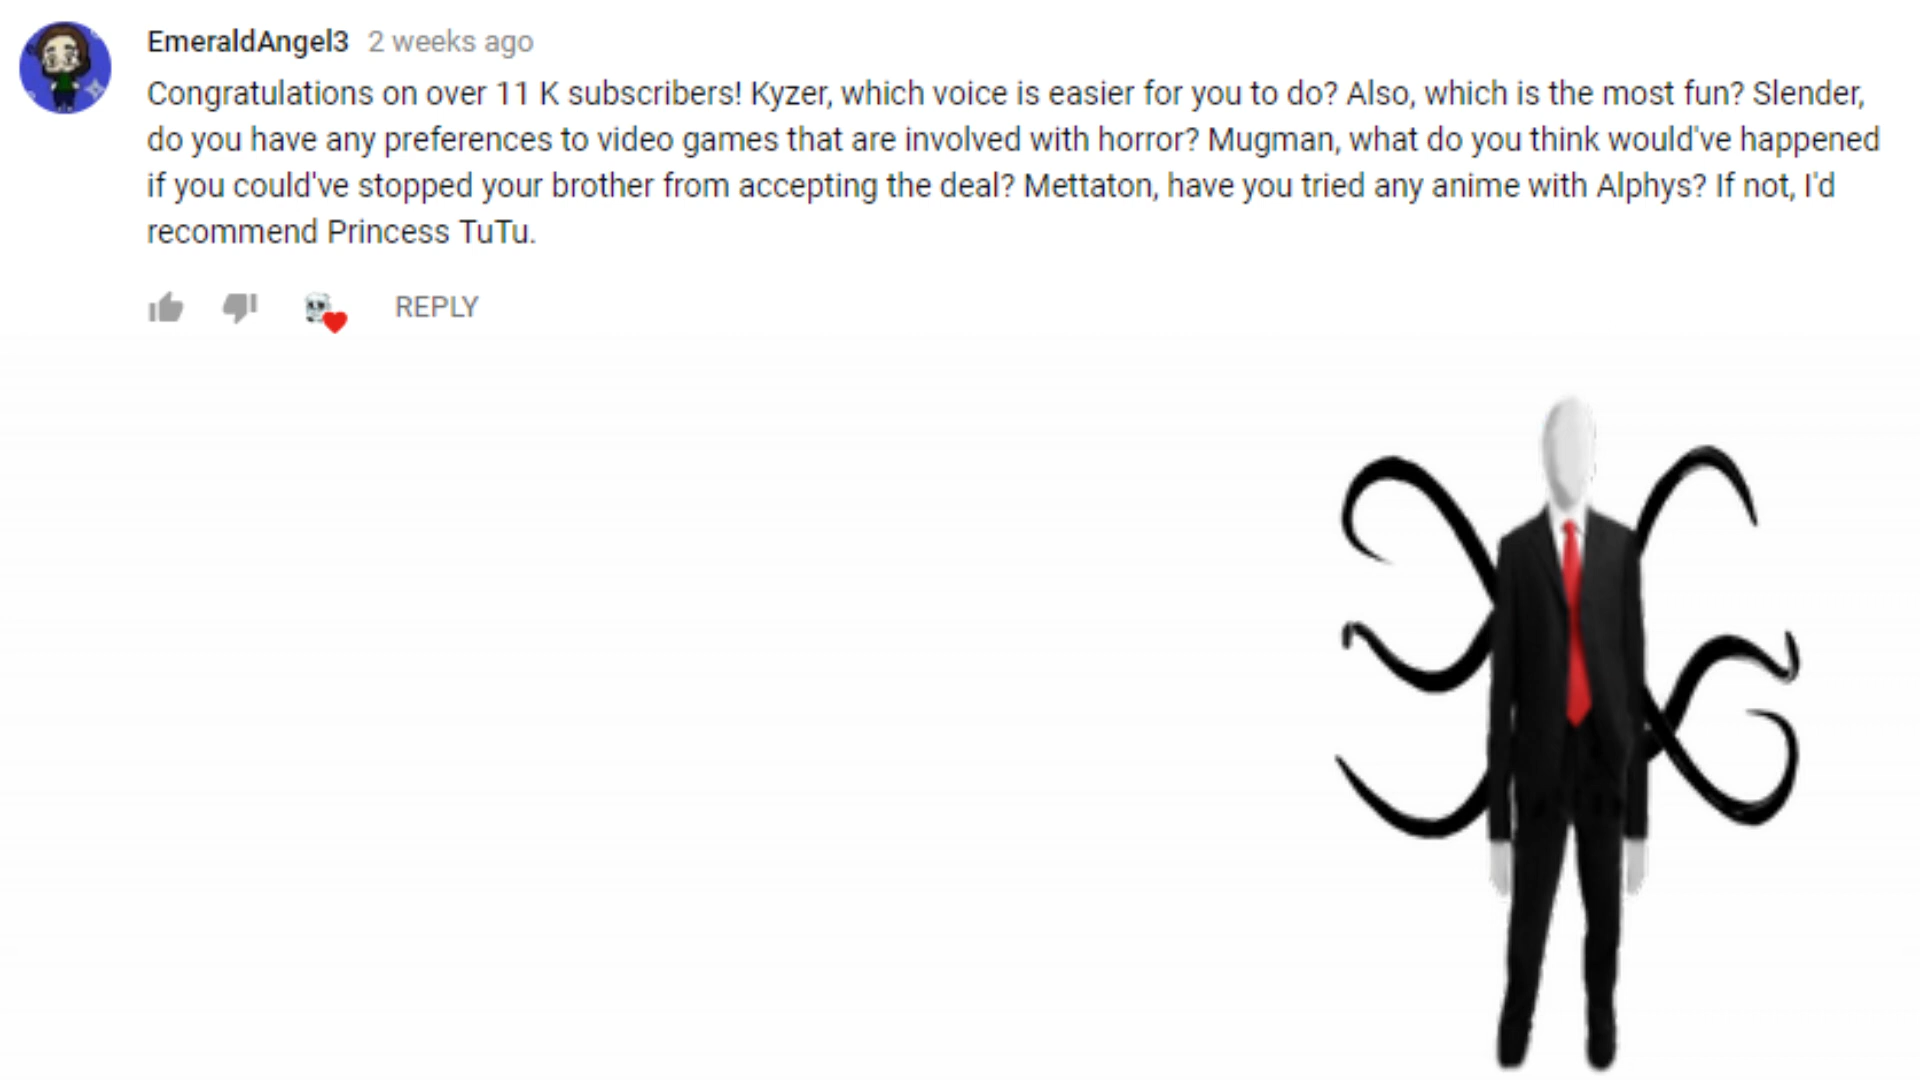 EmeraldAngel3 2 weeks ago
Congratulations on over 11 K subscribers! Kyzer, which voice is easier for you to do? Also, which is the most fun? Slender,
do you have any preferences to video games that are involved with horror? Mugman, what do you think would've happened
if you could've stopped your brother from accepting the deal? Mettaton, have you tried any anime with Alphys? If not, I'd
recommend Princess TuTu.
REPLY